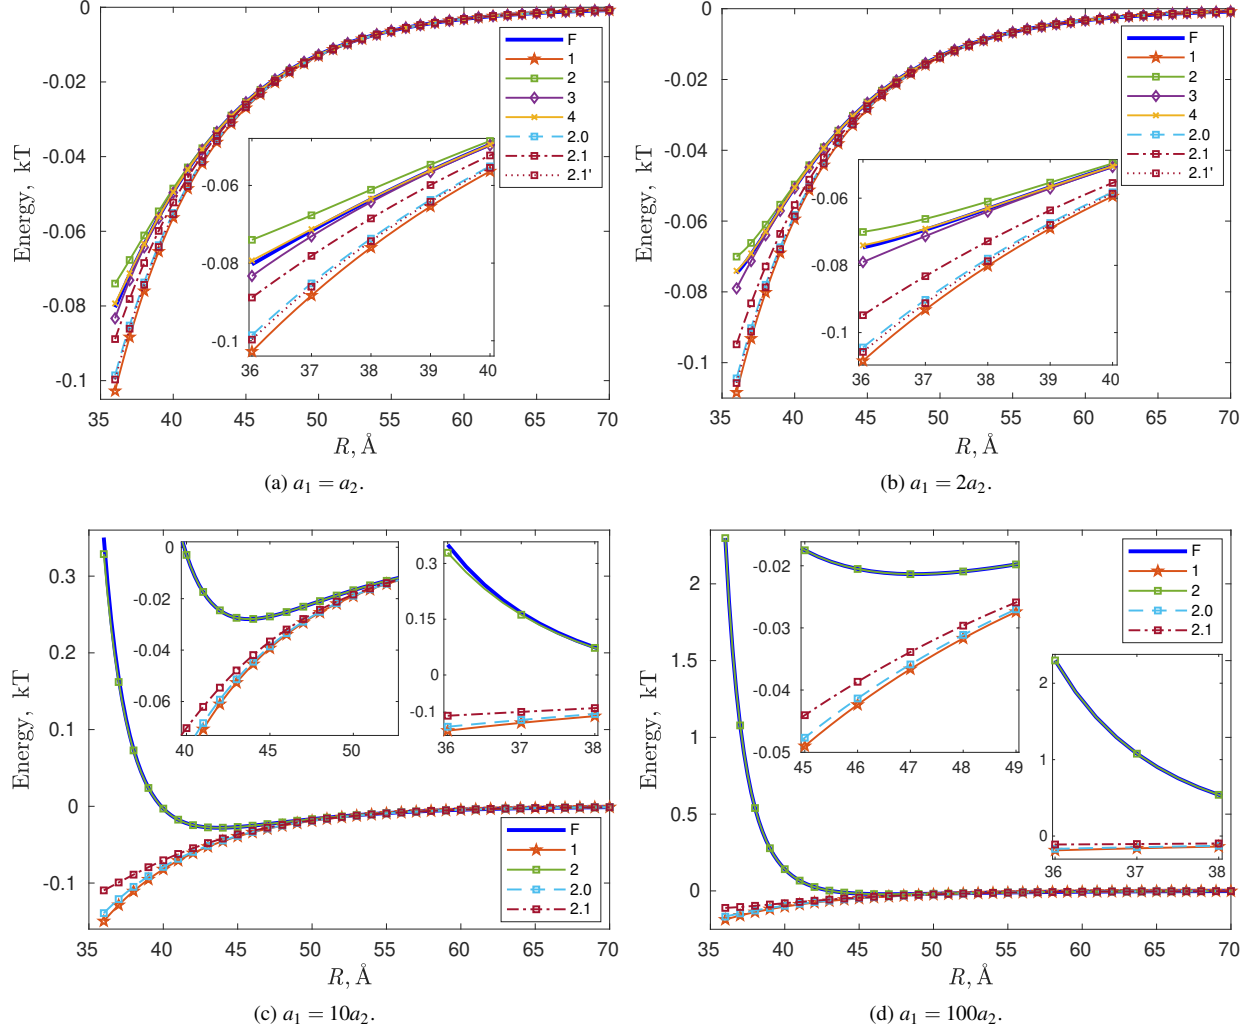 0
-0.02
-0.04
-0.06
-0.08
-0.1
Energy, kT
F
1
2
3
4
2.0
2.1
2.1'
-0.06
-0.08
-0.1
36 37 38 39 40
35 40 45 50 55 60 65 70
R, Å
(a) a₁ = a₂.
0
-0.02
-0.04
-0.06
-0.08
-0.1
Energy, kT
F
1
2
3
4
2.0
2.1
2.1'
-0.06
-0.08
-0.1
36 37 38 39 40
35 40 45 50 55 60 65 70
R, Å
(b) a₁ = 2a₂.
0.3
0.2
0.1
0
-0.1
Energy, kT
0
-0.02
-0.04
-0.06
40 45 50
0.3
0.15
0
-0.1
36 37 38
F
1
2
2.0
2.1
35 40 45 50 55 60 65 70
R, Å
(c) a₁ = 10a₂.
2
1.5
1
0.5
0
Energy, kT
-0.02
-0.03
-0.04
-0.05
45 46 47 48 49
F
1
2
2.0
2.1
2
1
0
36 37 38
35 40 45 50 55 60 65 70
R, Å
(d) a₁ = 100a₂.